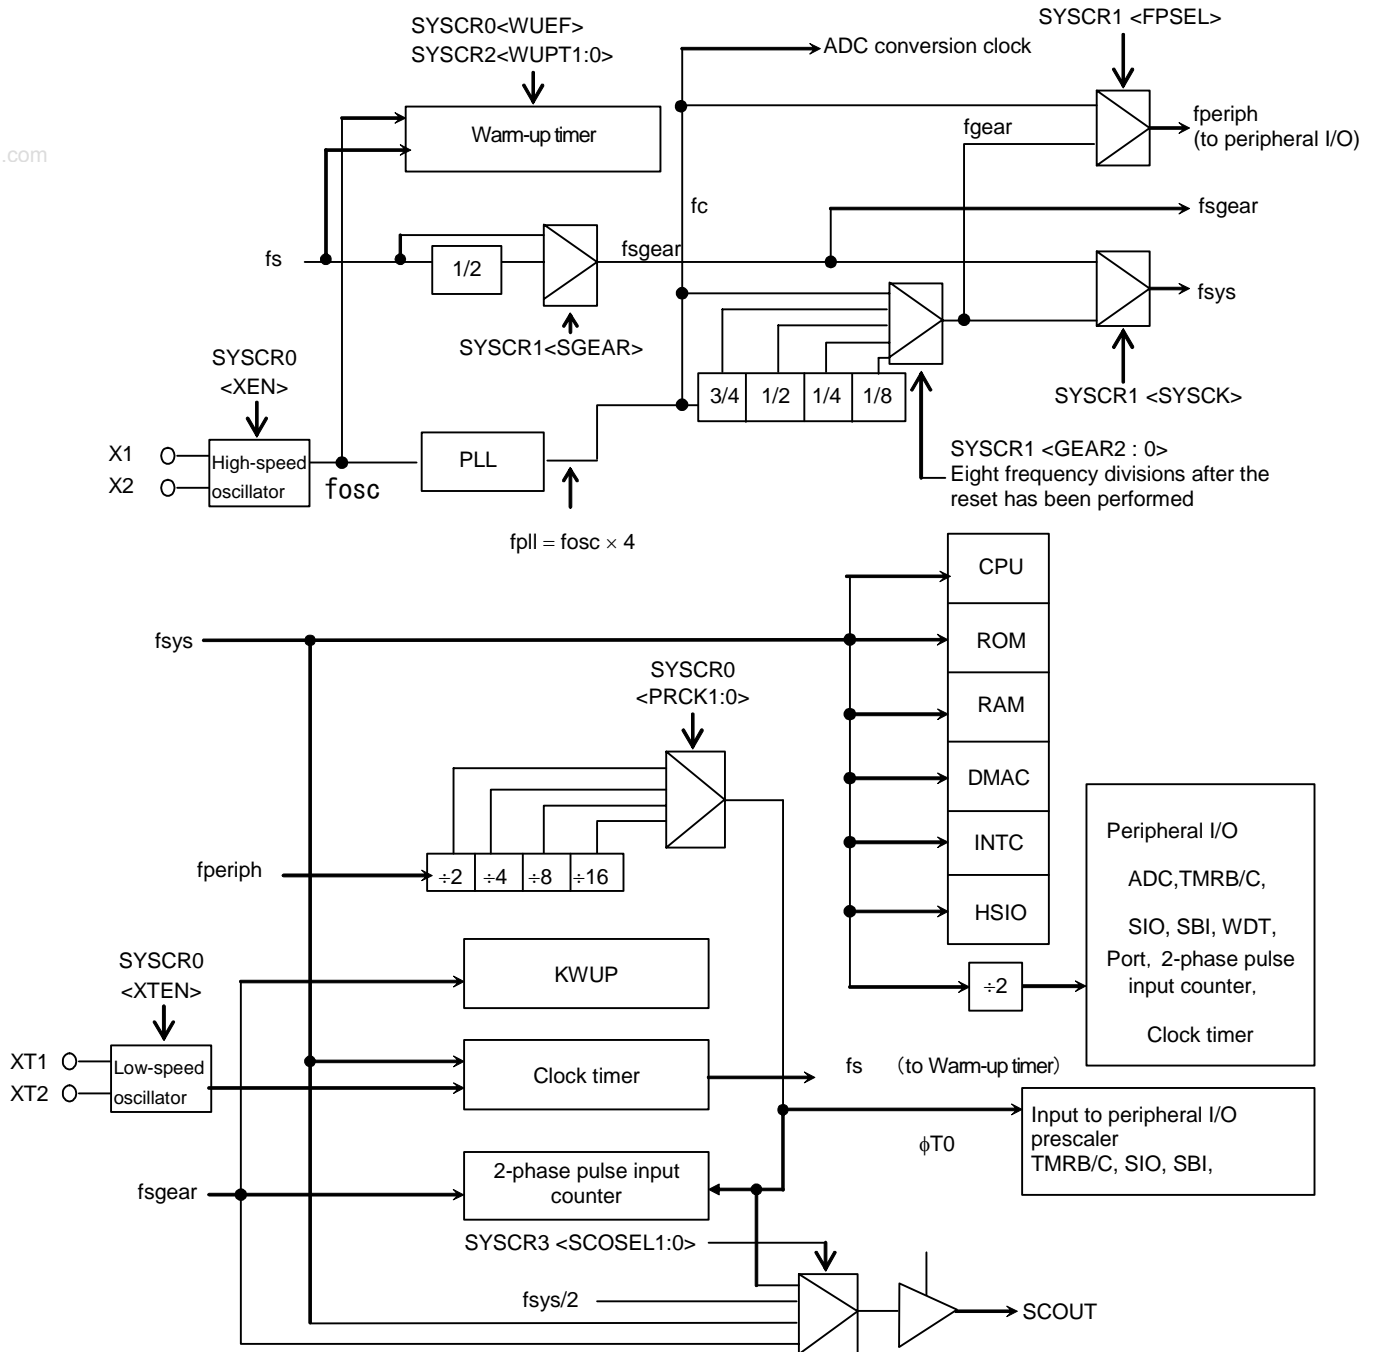 SYSCR0<WUEF>
SYSCR2<WUPT1:0>
SYSCR1 <FPSEL>
ADC conversion clock
Warm-up timer
.com
fperiph
(to peripheral I/O)
fgear
fc
fsgear
fs
1/2
fsgear
fsys
SYSCR1<SGEAR>
SYSCR0
<XEN>
3/4
1/2
1/4
1/8
SYSCR1 <SYSCK>
X1
X2
High-speed
oscillator
fosc
PLL
SYSCR1 <GEAR2 : 0>
Eight frequency divisions after the
reset has been performed
fpll = fosc × 4
CPU
fsys
ROM
SYSCR0
<PRCK1:0>
RAM
DMAC
INTC
HSIO
fperiph
÷2
÷4
÷8
÷16
Peripheral I/O
ADC,TMRB/C,
SIO, SBI, WDT,
Port, 2-phase pulse
input counter,
Clock timer
÷2
SYSCR0
<XTEN>
KWUP
XT1
XT2
Low-speed
oscillator
Clock timer
fs (to Warm-up timer)
Input to peripheral I/O
prescaler
TMRB/C, SIO, SBI,
ϕT0
fsgear
2-phase pulse input
counter
SYSCR3 <SCOSEL1:0>
fsys/2
SCOUT